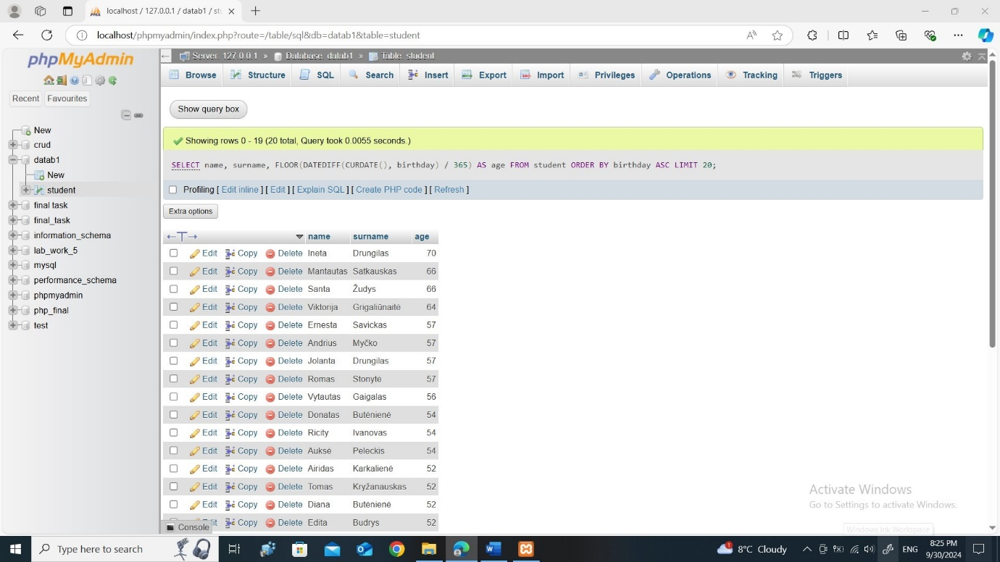 localhost / 127.0.0.1 / datab1 / stu
localhost/phpmyadmin/index.php?route=/table/sql&db=datab1&table=student
phpMyAdmin
Recent Favourites
New
crud
datab1
New
student
final task
final_task
information_schema
lab_work_5
mysql
performance_schema
phpmyadmin
php_final
test
Server: 127.0.0.1 » Database: datab1 » Table: student
Browse Structure SQL Search Insert Export Import Privileges Operations Tracking Triggers
Show query box
Showing rows 0 - 19 (20 total, Query took 0.0055 seconds.)
SELECT name, surname, FLOOR(DATEDIFF(CURDATE(), birthday) / 365) AS age FROM student ORDER BY birthday ASC LIMIT 20;
Profiling [ Edit inline ] [ Edit ] [ Explain SQL ] [ Create PHP code ] [ Refresh ]
Extra options
←T→ name surname age
Edit Copy Delete Ineta Drungilas 70
Edit Copy Delete Mantautas Satkauskas 66
Edit Copy Delete Santa Žudys 66
Edit Copy Delete Viktorija Grigaliūnaitė 64
Edit Copy Delete Ernesta Savickas 57
Edit Copy Delete Andrius Myčko 57
Edit Copy Delete Jolanta Drungilas 57
Edit Copy Delete Romas Stonytė 57
Edit Copy Delete Vytautas Gaigalas 56
Edit Copy Delete Donatas Butėnienė 54
Edit Copy Delete Ricity Ivanovas 54
Edit Copy Delete Auksė Peleckis 54
Edit Copy Delete Airidas Karkalienė 52
Edit Copy Delete Tomas Kryžanauskas 52
Edit Copy Delete Diana Butėnienė 52
Edit Copy Delete Edita Budrys 52
Console
Activate Windows
Go to Settings to activate Windows.
Windows Ink Workspace
Type here to search
8°C Cloudy
ENG
8:25 PM
9/30/2024